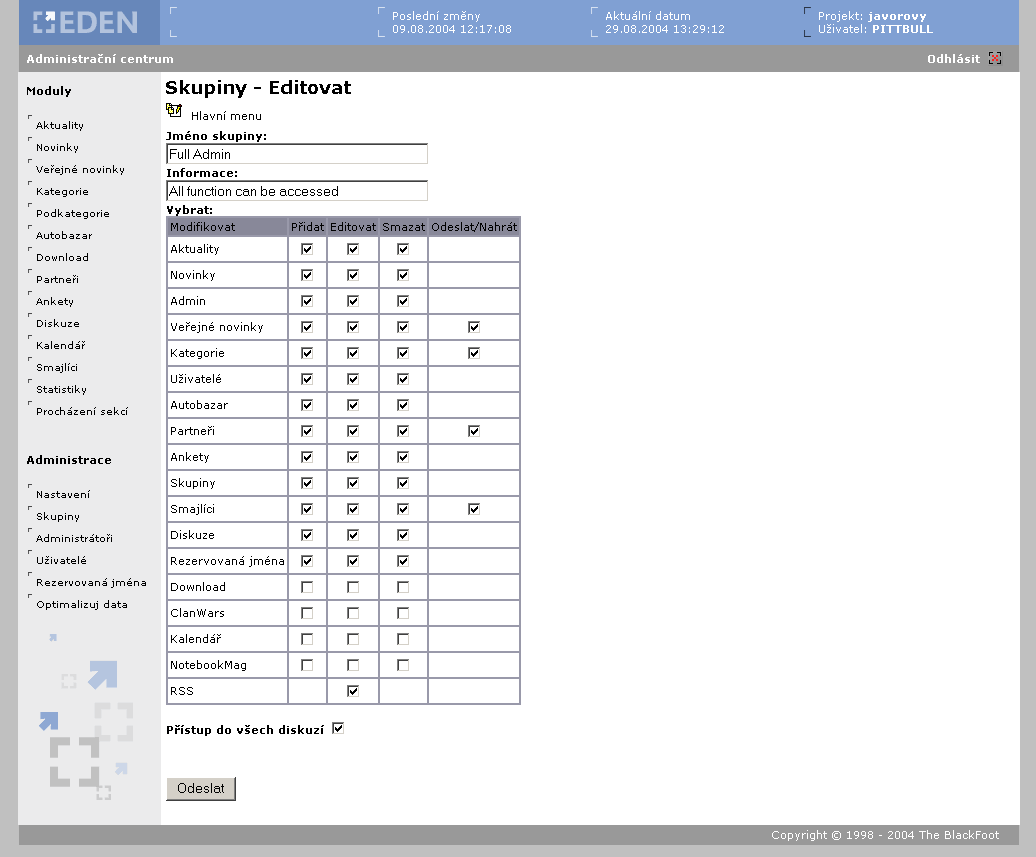 EDEN
Poslední změny
09.08.2004 12:17:08
Aktuální datum
29.08.2004 13:29:12
Projekt: javorovy
Uživatel: PITTBULL
Administrační centrum
Odhlásit
Moduly
Aktuality
Novinky
Veřejné novinky
Kategorie
Podkategorie
Autobazar
Download
Partneři
Ankety
Diskuze
Kalendář
Smajlíci
Statistiky
Procházení sekcí
Administrace
Nastavení
Skupiny
Administrátoři
Uživatelé
Rezervovaná jména
Optimalizuj data
Skupiny - Editovat
Hlavní menu
Jméno skupiny:
Full Admin
Informace:
All function can be accessed
Vybrat:
Modifikovat Přidat Editovat Smazat Odeslat/Nahrát
Aktuality
Novinky
Admin
Veřejné novinky
Kategorie
Uživatelé
Autobazar
Partneři
Ankety
Skupiny
Smajlíci
Diskuze
Rezervovaná jména
Download
ClanWars
Kalendář
NotebookMag
RSS
Přístup do všech diskuzí
Odeslat
Copyright © 1998 - 2004 The BlackFoot